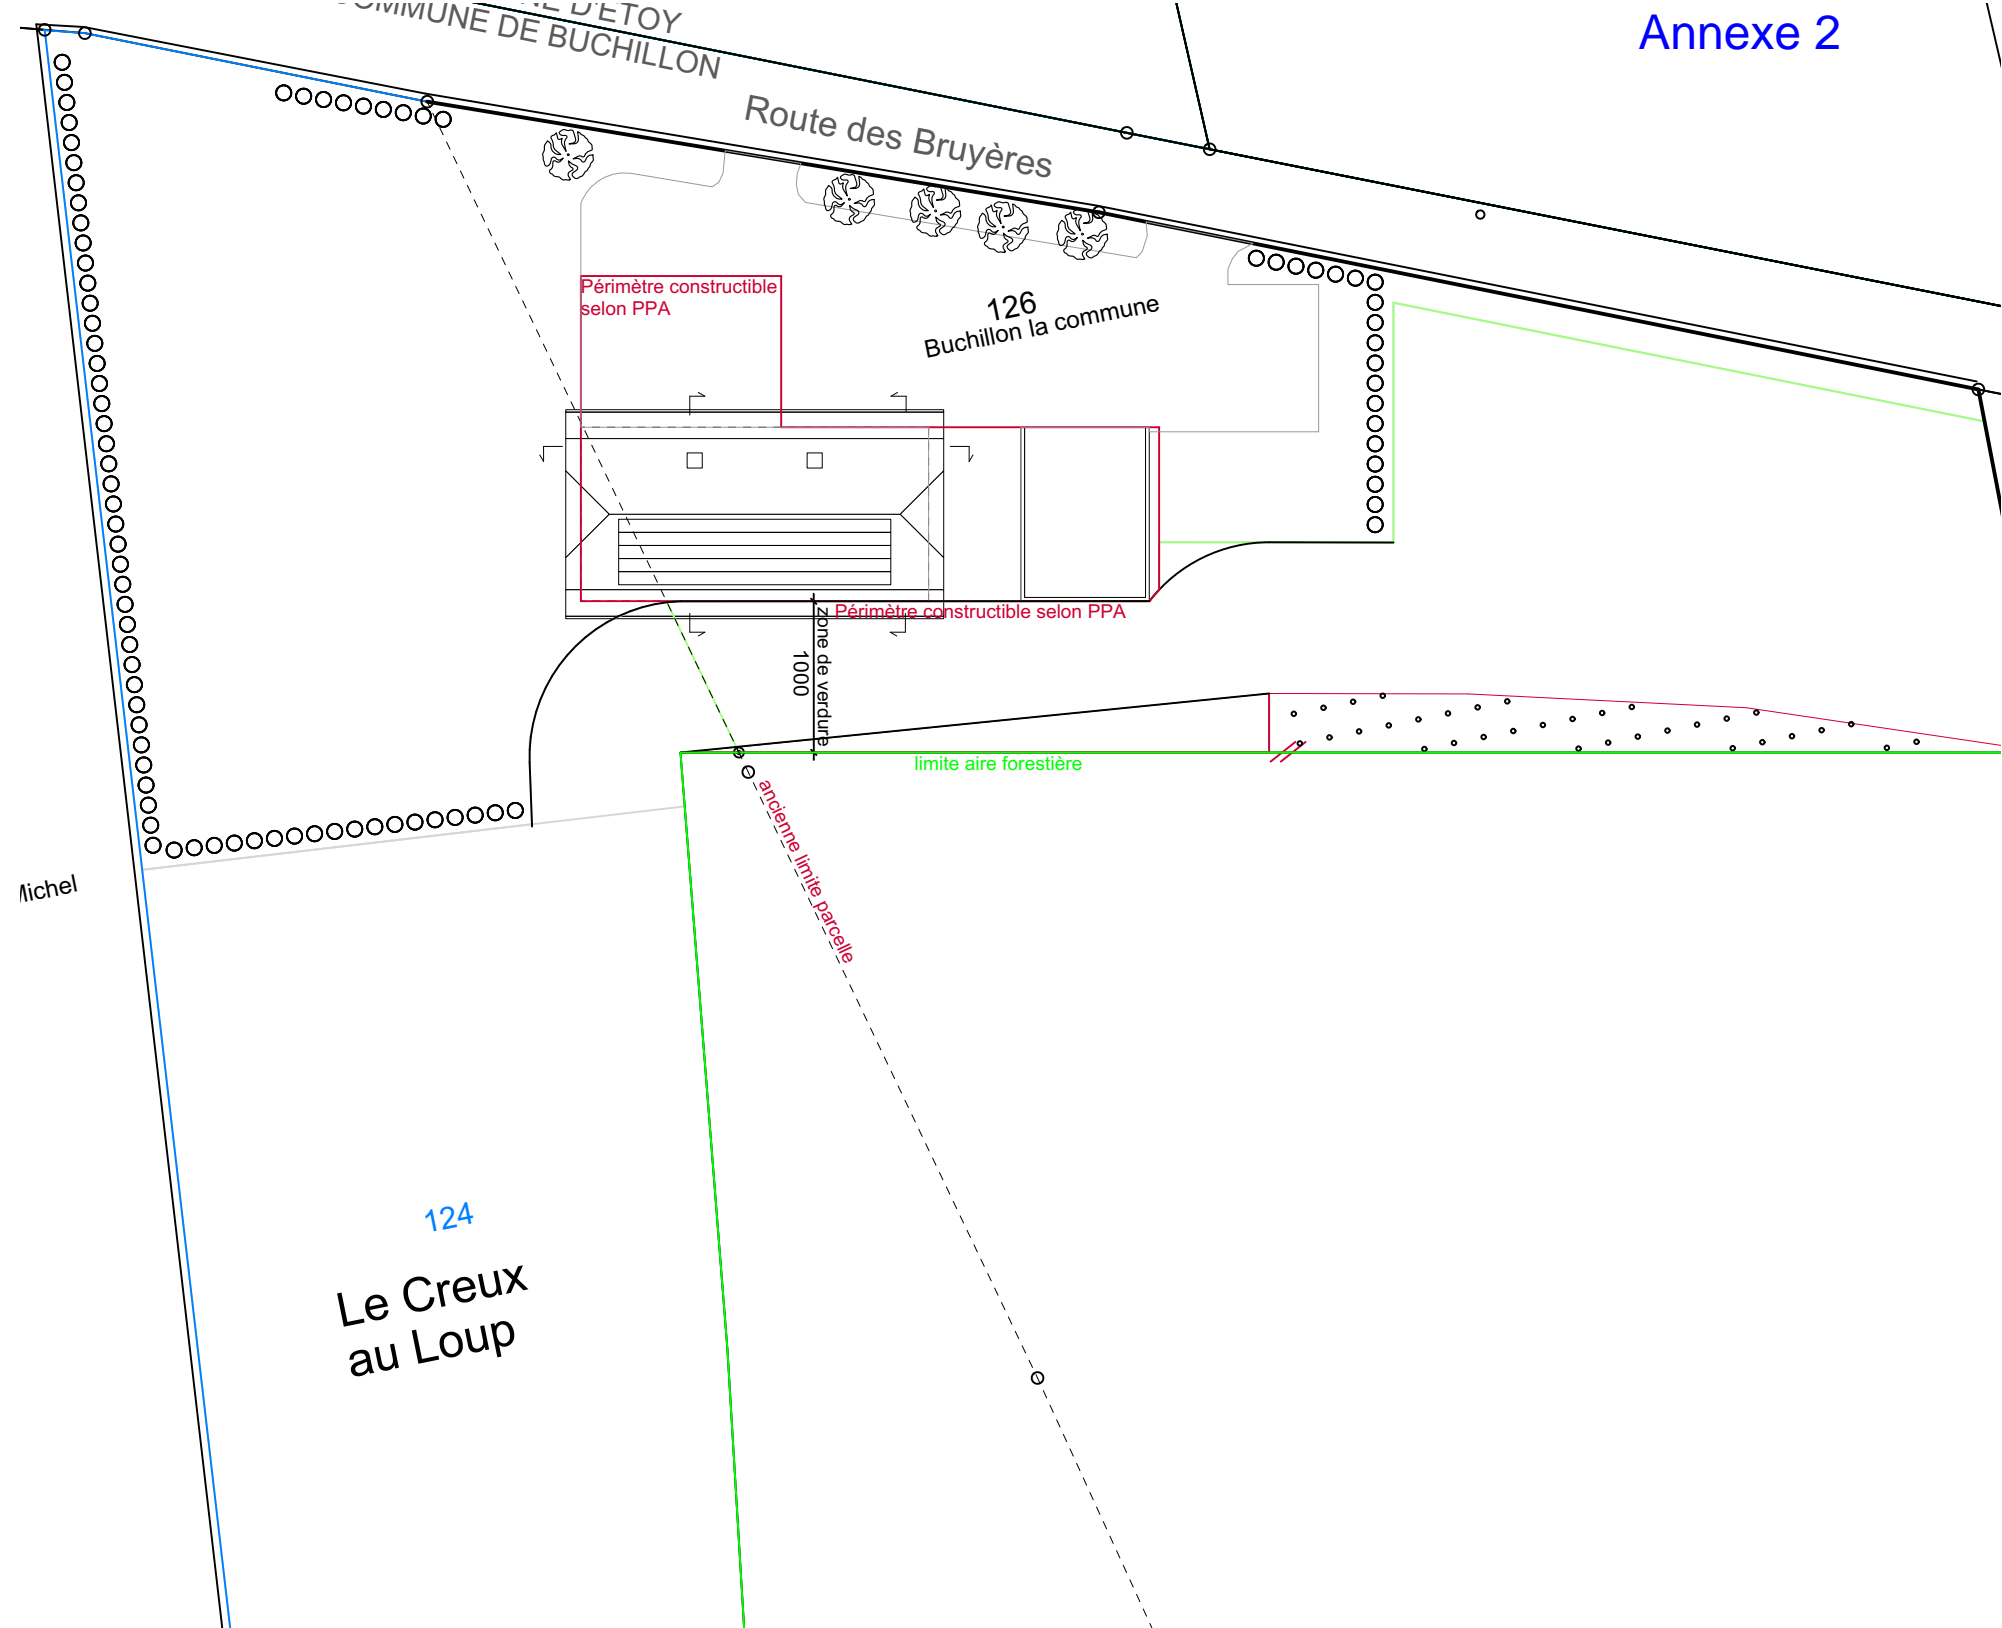 D'ETOY
COMMUNE DE BUCHILLON
Annexe 2
Route des Bruyères
Périmètre constructible
selon PPA
126
Buchillon la commune
Périmètre constructible selon PPA
zone de verdure
1000
limite aire forestière
ancienne limite parcelle
124
Le Creux
au Loup